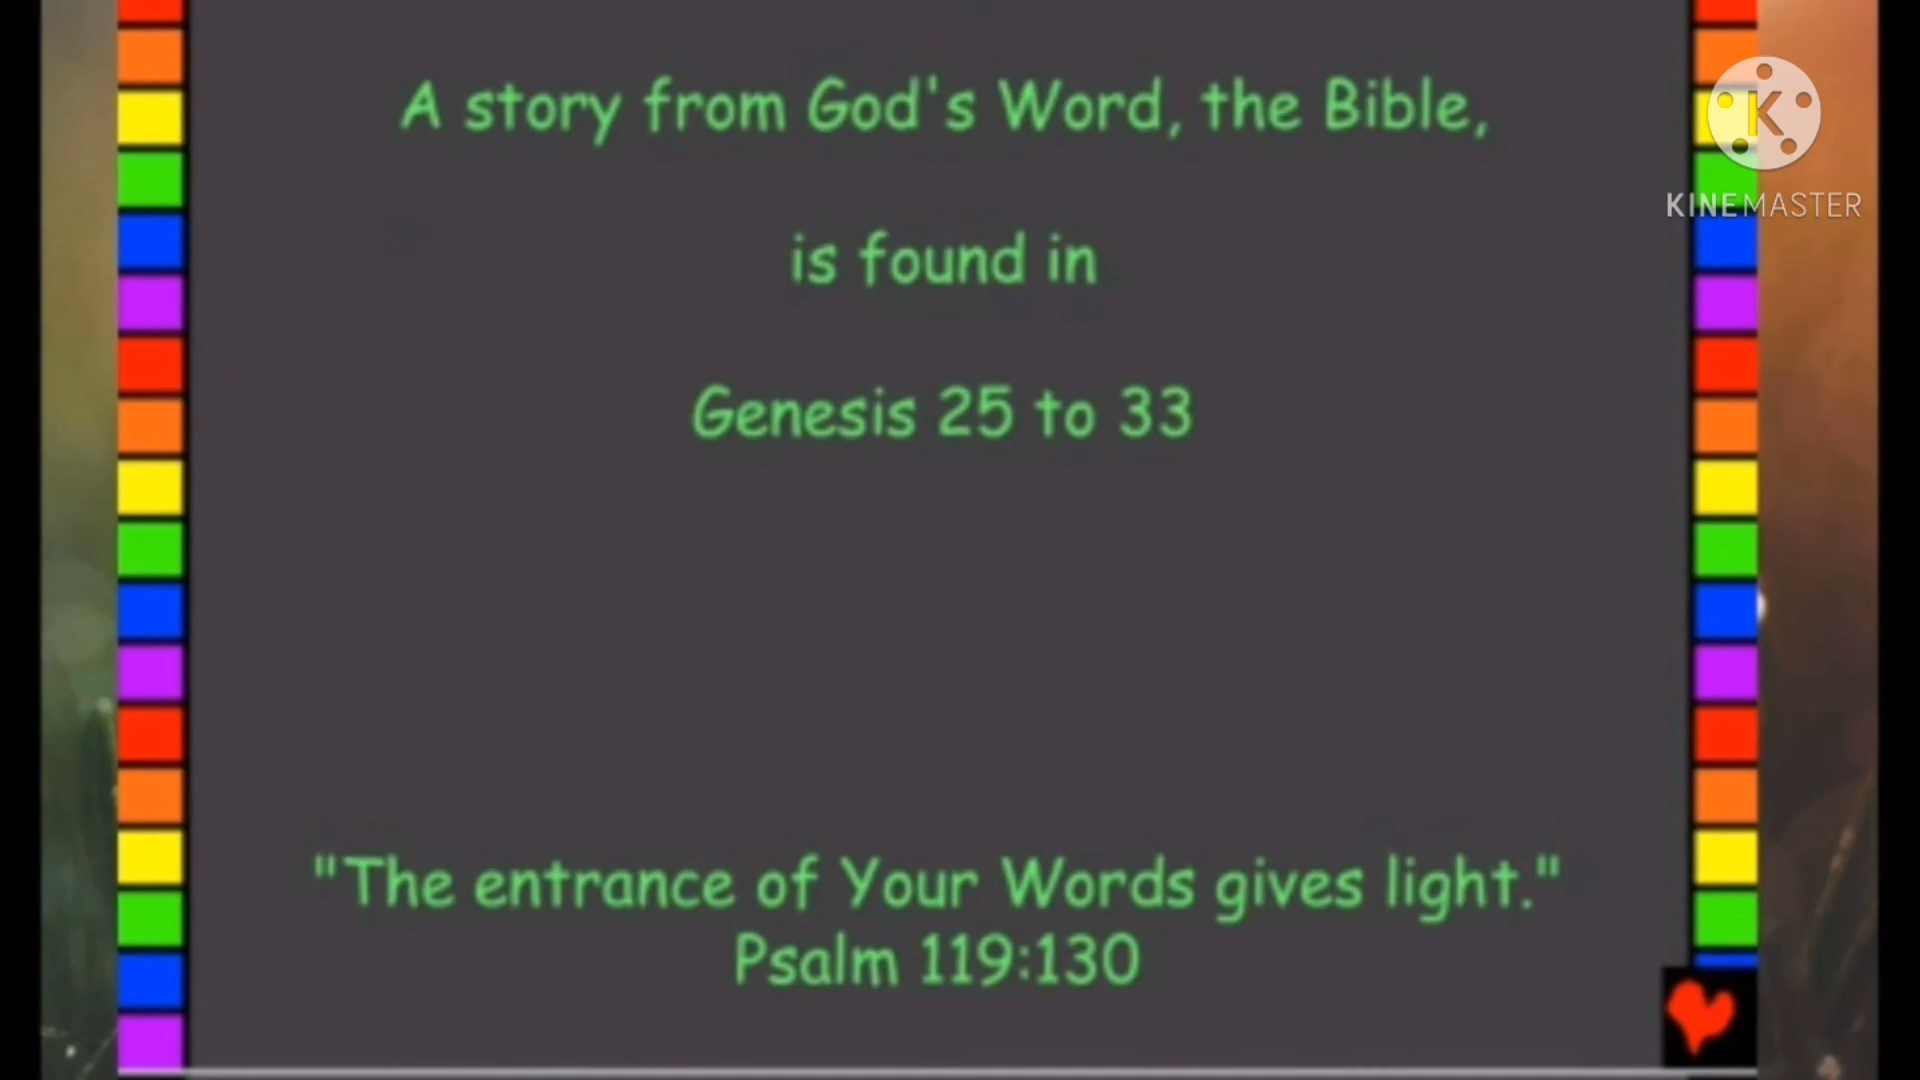 A story from God's Word, the Bible,
K
KINEMASTER
is found in
Genesis 25 to 33
"The entrance of Your Words gives light."
Psalm 119:130